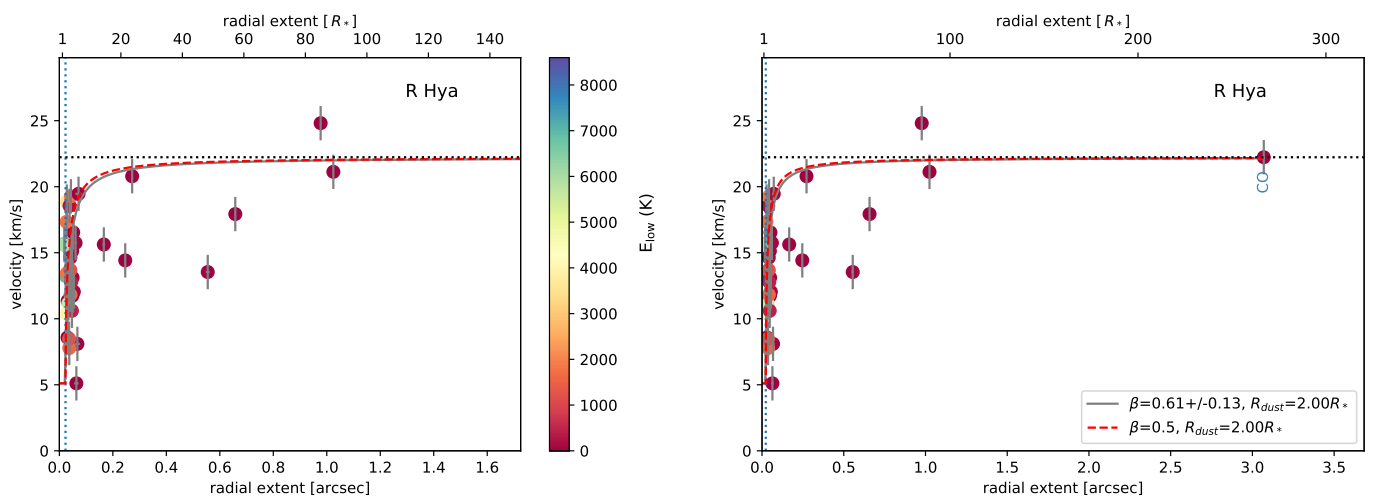 radial extent [ R* ]
1 20 40 60 80 100 120 140
R Hya
velocity [km/s]
25
20
15
10
5
0
0.0 0.2 0.4 0.6 0.8 1.0 1.2 1.4 1.6
radial extent [arcsec]
8000
7000
6000
5000
4000
3000
2000
1000
0
Elow (K)
radial extent [ R* ]
1 100 200 300
R Hya
velocity [km/s]
25
20
15
10
5
0
CO
β=0.61+/-0.13, Rdust=2.00R*
β=0.5, Rdust=2.00R*
0.0 0.5 1.0 1.5 2.0 2.5 3.0 3.5
radial extent [arcsec]